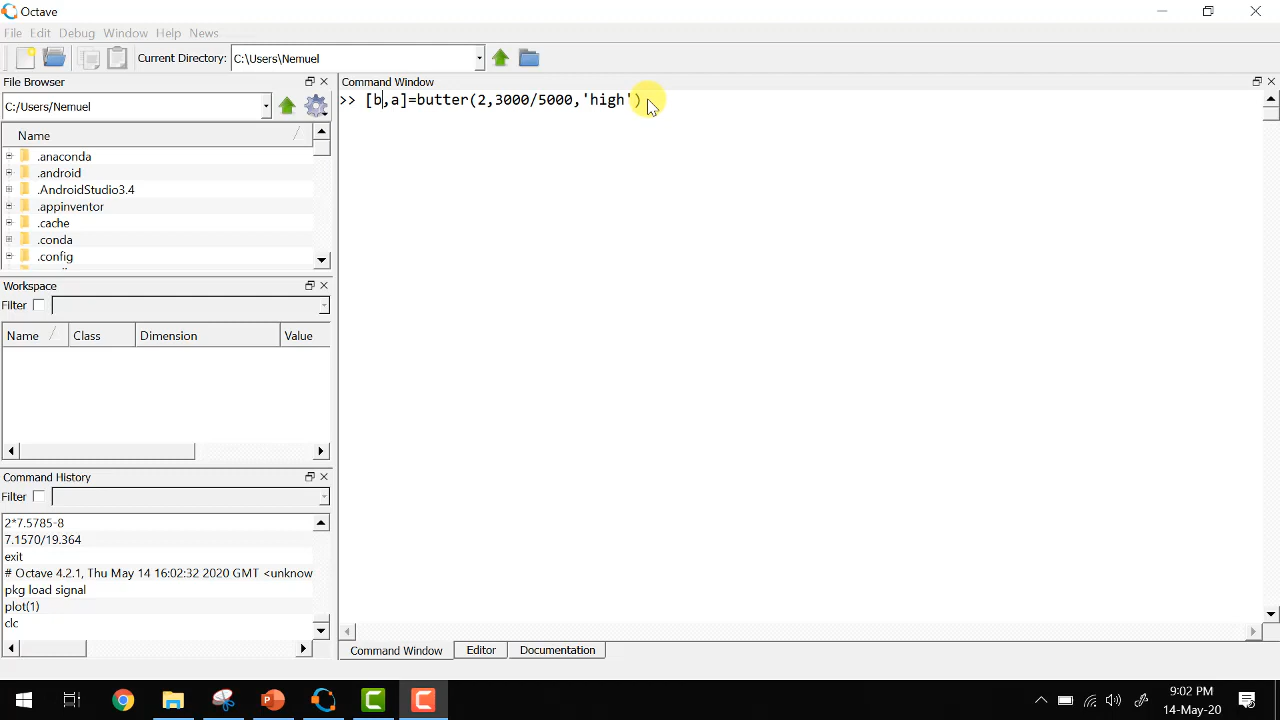 Octave
File Edit Debug Window Help News
Current Directory: C:\Users\Nemuel
File Browser
C:/Users/Nemuel
Name
.anaconda
.android
.AndroidStudio3.4
.appinventor
.cache
.conda
.config
Workspace
Filter
Name Class Dimension Value
Command History
Filter
2*7.5785-8
7.1570/19.364
exit
# Octave 4.2.1, Thu May 14 16:02:32 2020 GMT <unknow
pkg load signal
plot(1)
clc
Command Window
>> [b,a]=butter(2,3000/5000,'high')
Command Window Editor Documentation
9:02 PM
14-May-20